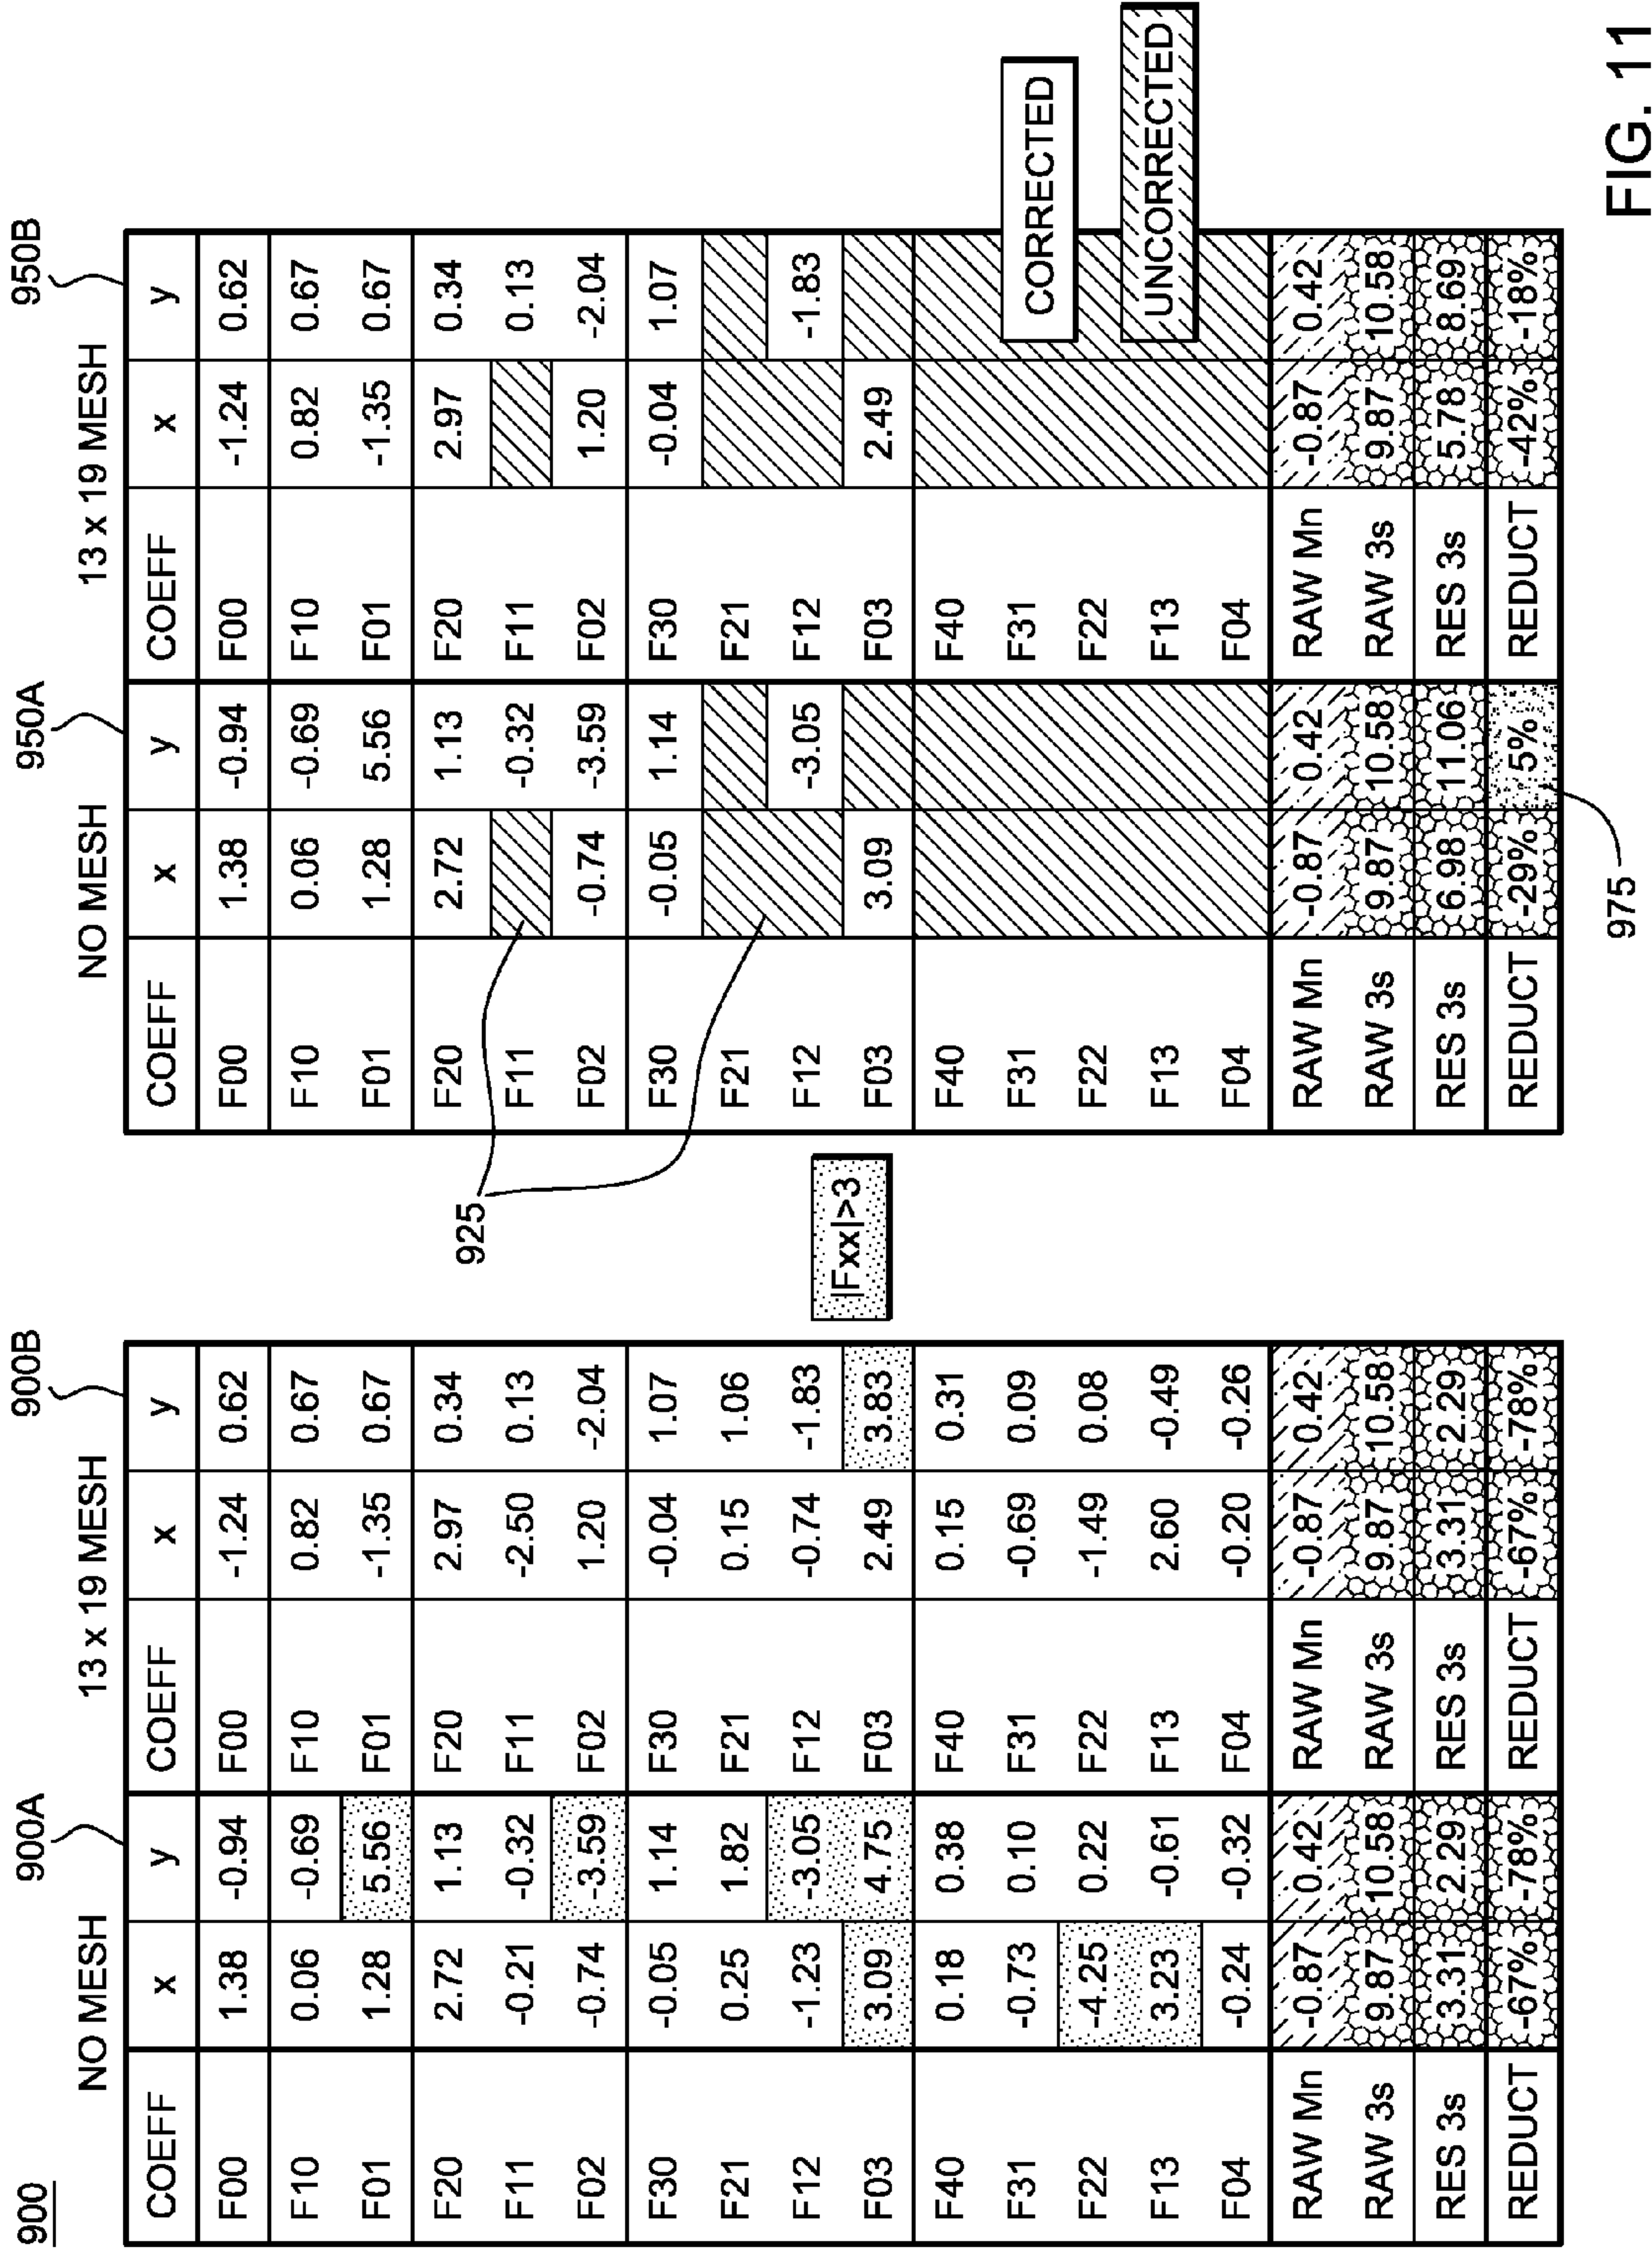 900
900A 900B 950A 950B
NO MESH 13 x 19 MESH NO MESH 13 x 19 MESH
COEFF x y COEFF x y COEFF x y COEFF x y
F00 1.38 -0.94 F00 -1.24 0.62 F00 1.38 -0.94 F00 -1.24 0.62
F10 0.06 -0.69 F10 0.82 0.67 F10 0.06 -0.69 F10 0.82 0.67
F01 1.28 5.56 F01 -1.35 0.67 F01 1.28 5.56 F01 -1.35 0.67
F20 2.72 1.13 F20 2.97 0.34 F20 2.72 1.13 F20 2.97 0.34
F11 -0.21 -0.32 F11 -2.50 0.13 F11 -0.32 F11 0.13
F02 -0.74 -3.59 F02 1.20 -2.04 F02 -0.74 -3.59 F02 1.20 -2.04
F30 -0.05 1.14 F30 -0.04 1.07 F30 -0.05 1.14 F30 -0.04 1.07
F21 0.25 1.82 F21 0.15 1.06 F21 F21
F12 -1.23 -3.05 F12 -0.74 -1.83 F12 -3.05 F12 -1.83
F03 3.09 4.75 F03 2.49 3.83 F03 3.09 F03 2.49
F40 0.18 0.38 F40 0.15 0.31 F40 F40
F31 -0.73 0.10 F31 -0.69 0.09 F31 F31
F22 -4.25 0.22 F22 -1.49 0.08 F22 F22
F13 3.23 -0.61 F13 2.60 -0.49 F13 F13
F04 -0.24 -0.32 F04 -0.20 -0.26 F04 F04
RAW Mn -0.87 0.42 RAW Mn -0.87 0.42 RAW Mn -0.87 0.42 RAW Mn -0.87 0.42
RAW 3s 9.87 10.58 RAW 3s 9.87 10.58 RAW 3s 9.87 10.58 RAW 3s 9.87 10.58
RES 3s 3.31 2.29 RES 3s 3.31 2.29 RES 3s 6.98 11.06 RES 3s 5.78 8.69
REDUCT -67% -78% REDUCT -67% -78% REDUCT -29% 5% REDUCT -42% -18%
925
|Fxx|>3
CORRECTED
UNCORRECTED
975
FIG. 11